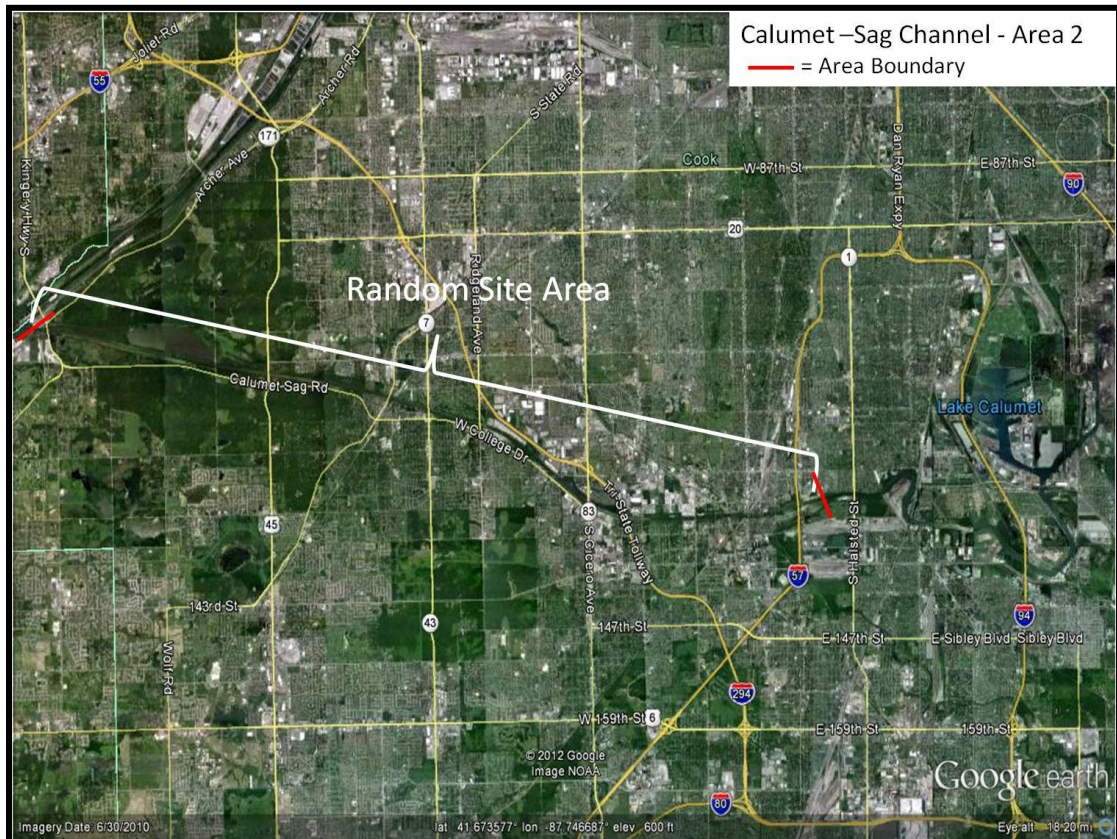 Calumet –Sag Channel - Area 2
= Area Boundary
Joliet Rd
55
Archer Rd
S State Rd
171
Kingery Hwy S
Archer Ave
Cook
W 87th St
Dan Ryan Expy
E 87th St
90
20
Ridgeland Ave
1
Random Site Area
7
Calumet Sag Rd
W College Dr
Lake Calumet
Tri State Tollway
83
45
S Cicero Ave
S Halsted St
57
143rd St
43
147th St
E 147th St
E Sibley Blvd
Sibley Blvd
94
Wolf Rd
294
W 159th St
6
E 159th St
159th St
© 2012 Google
Image NOAA
Google earth
80
Imagery Date: 6/30/2010
lat 41.673577° lon -87.746687° elev 600 ft
Eye alt 18.20 mi